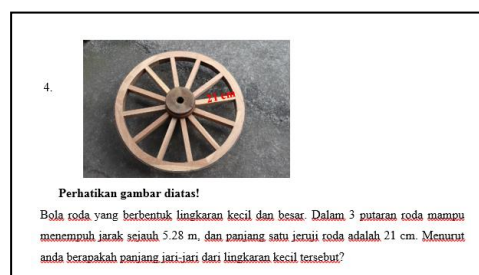 4.
21 cm
Perhatikan gambar diatas!
Bola roda yang berbentuk lingkaran kecil dan besar. Dalam 3 putaran roda mampu
menempuh jarak sejauh 5.28 m, dan panjang satu jeruji roda adalah 21 cm. Menurut
anda berapakah panjang jari-jari dari lingkaran kecil tersebut?